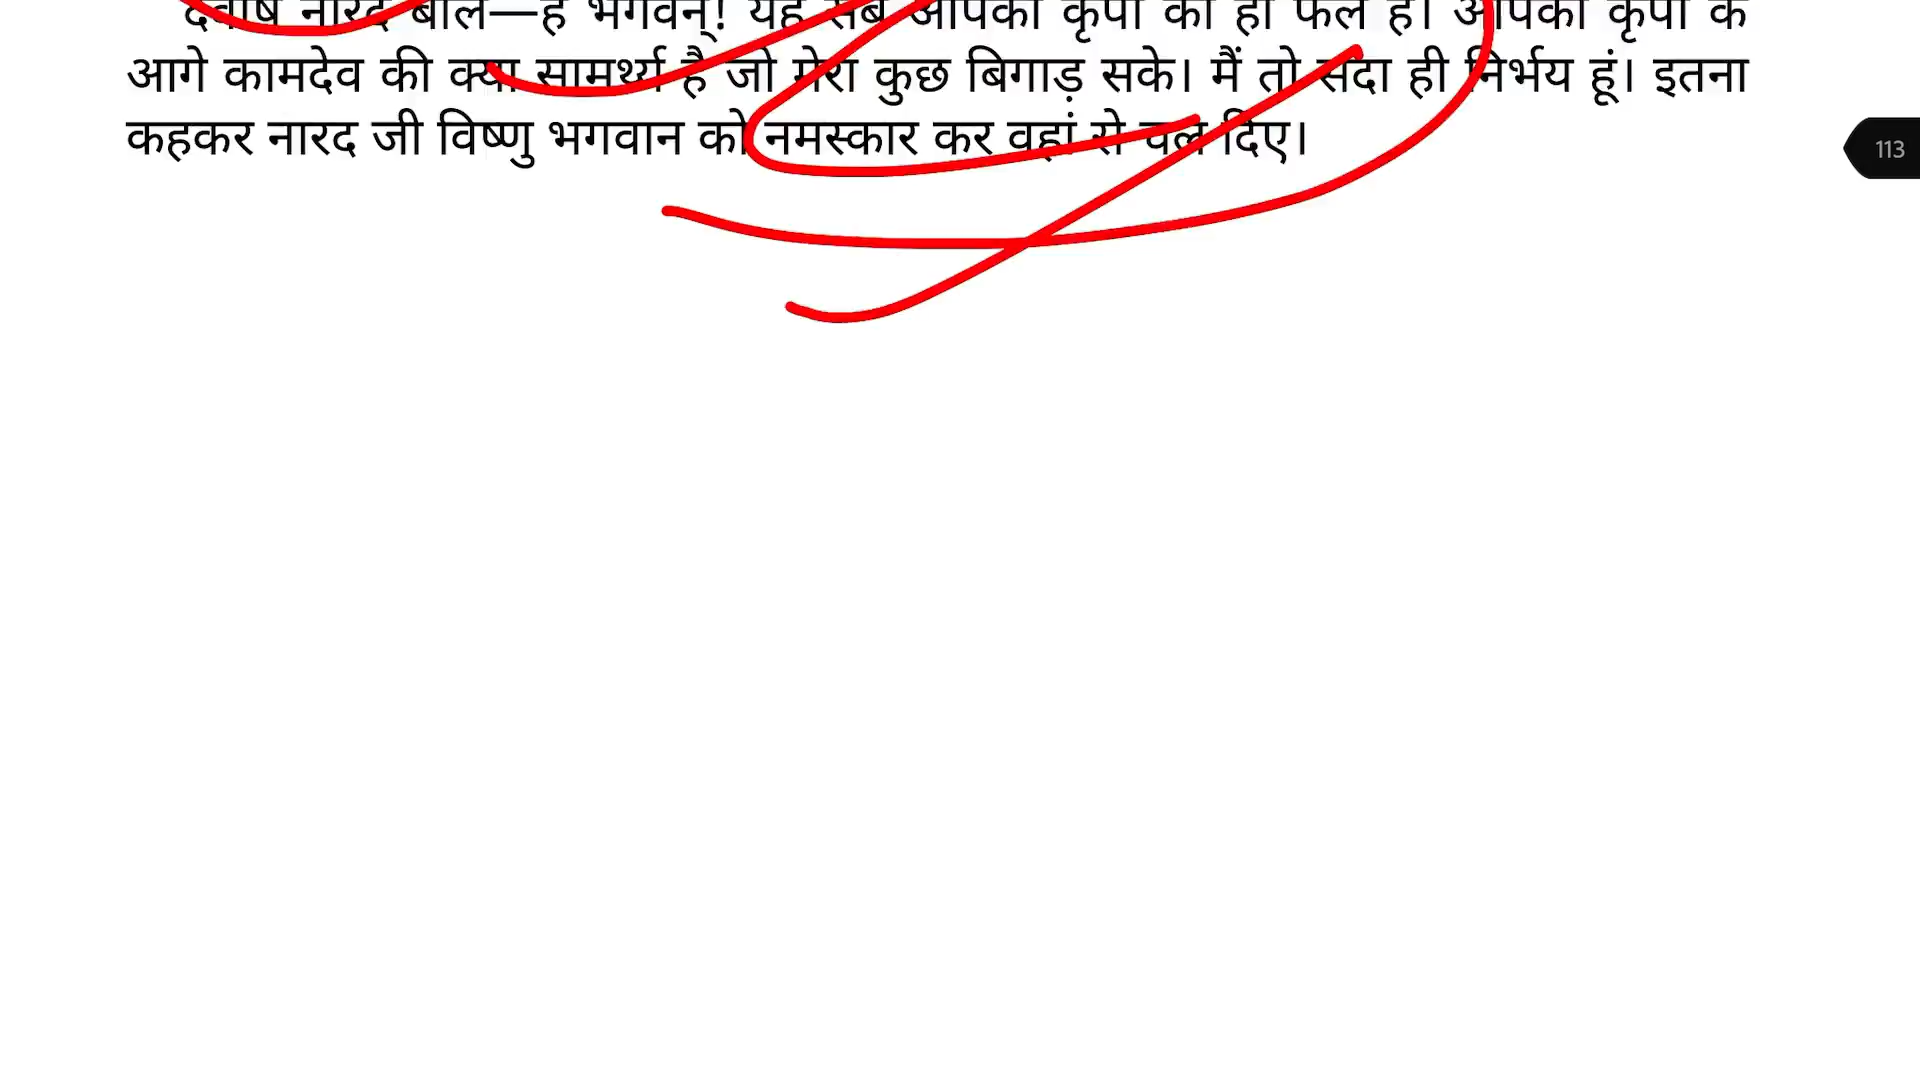 देवर्षि नारद बोले—हे भगवन्! यह सब आपकी कृपा का ही फल है। आपकी कृपा के
आगे कामदेव की क्या सामर्थ्य है जो मेरा कुछ बिगाड़ सके। मैं तो सदा ही निर्भय हूं। इतना
कहकर नारद जी विष्णु भगवान को नमस्कार कर वहां से चल दिए।
113